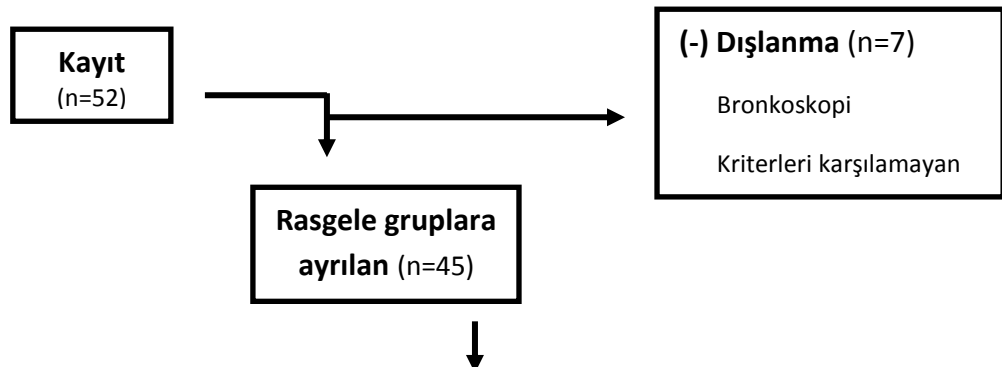 Kayıt
(n=52)
(-) Dışlanma (n=7)
Bronkoskopi
Kriterleri karşılamayan
Rasgele gruplara
ayrılan (n=45)